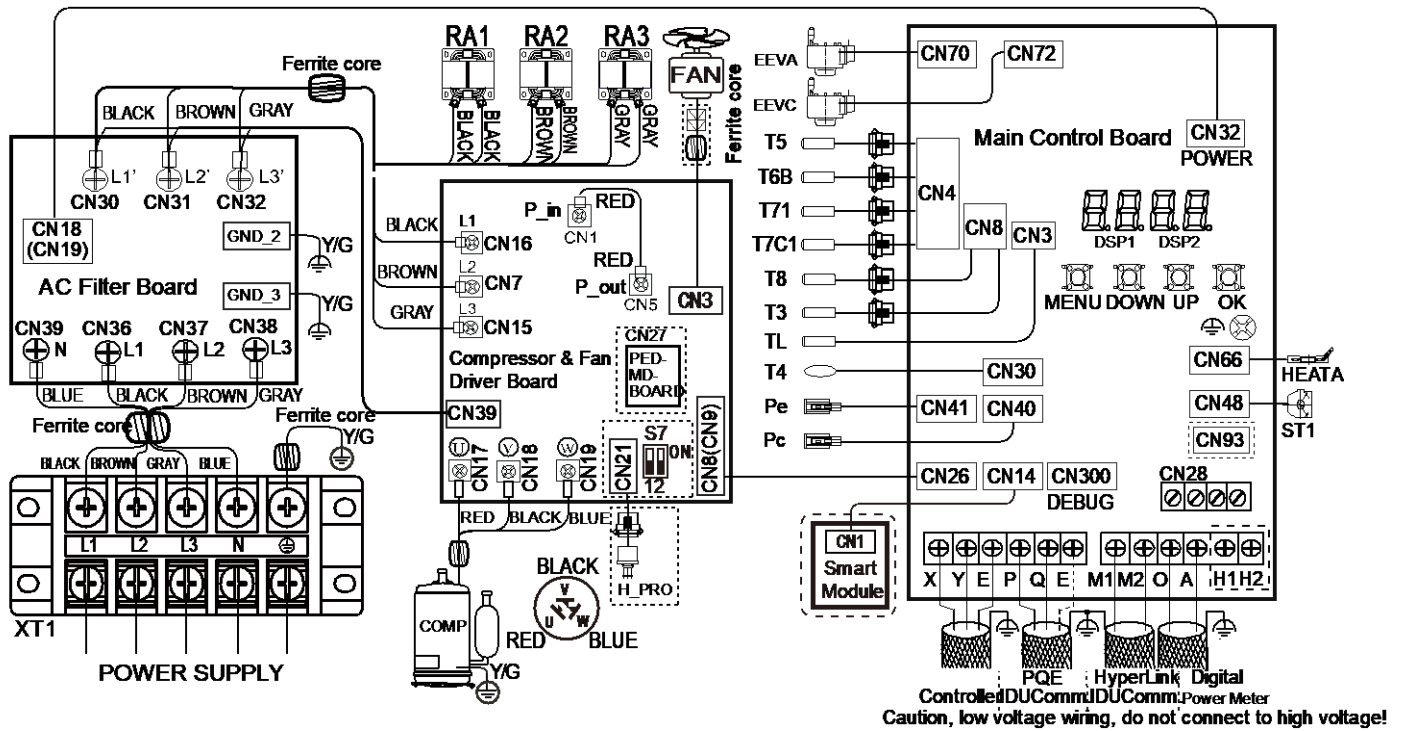 RA1 RA2 RA3
Ferrite core
BLACK BROWN GRAY
BLACK BLACK BROWN BROWN GRAY GRAY
FAN
Ferrite core
L1' L2' L3'
CN30 CN31 CN32
CN18
(CN19)
GND_2
Y/G
AC Filter Board
GND_3
Y/G
CN39 CN36 CN37 CN38
N L1 L2 L3
BLUE BLACK BROWN GRAY
Ferrite core
Ferrite core
Y/G
BLACK BROWN GRAY BLUE
L1 L2 L3 N
XT1
POWER SUPPLY
BLACK L1
CN16
BROWN L2
CN7
GRAY L3
CN15
P_in
CN1
RED
RED
P_out
CN5
CN3
Compressor & Fan
Driver Board
CN27
PED-
MD-
BOARD
CN39
U V W
CN17 CN18 CN19
CN21
S7
ON
12
CN8(CN9)
RED BLACK BLUE
H_PRO
COMP
Y/G
BLACK
V
U W
RED BLUE
EEVA
EEVC
T5
T6B
T71
T7C1
T8
T3
TL
T4
Pe
Pc
CN70 CN72
Main Control Board
CN32
POWER
CN4
CN8 CN3
DSP1 DSP2
MENU DOWN UP OK
CN30
CN66
HEATA
CN41 CN40
CN48
ST1
CN93
CN26 CN14 CN300
DEBUG
CN28
CN1
Smart
Module
X Y E P Q E M1 M2 O A H1 H2
PQE HyperLink Digital
Controller IDUComm. IDUComm. Power Meter
Caution, low voltage wiring, do not connect to high voltage!